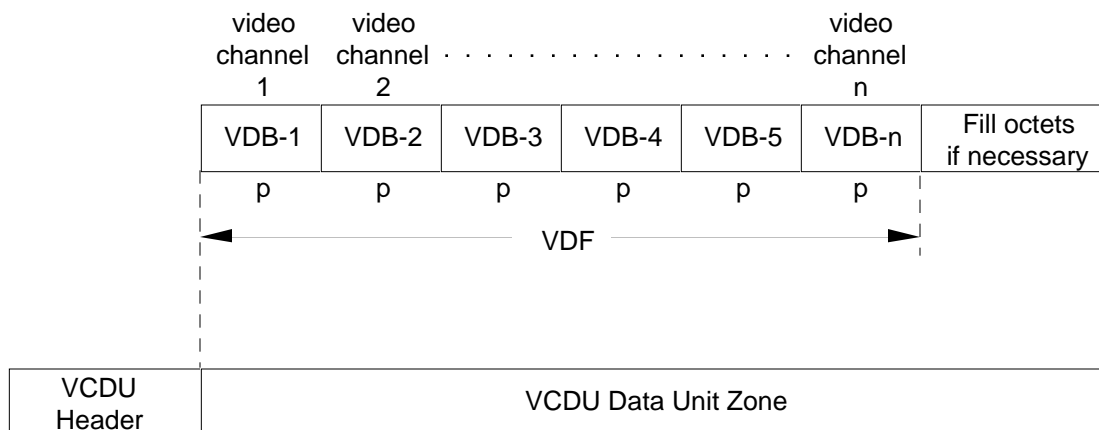 video channel 1
video channel 2
. . . . . . . . . . . . . . . .
video channel n
VDB-1 VDB-2 VDB-3 VDB-4 VDB-5 VDB-n Fill octets if necessary
p p p p p p
VDF
VCDU Header
VCDU Data Unit Zone